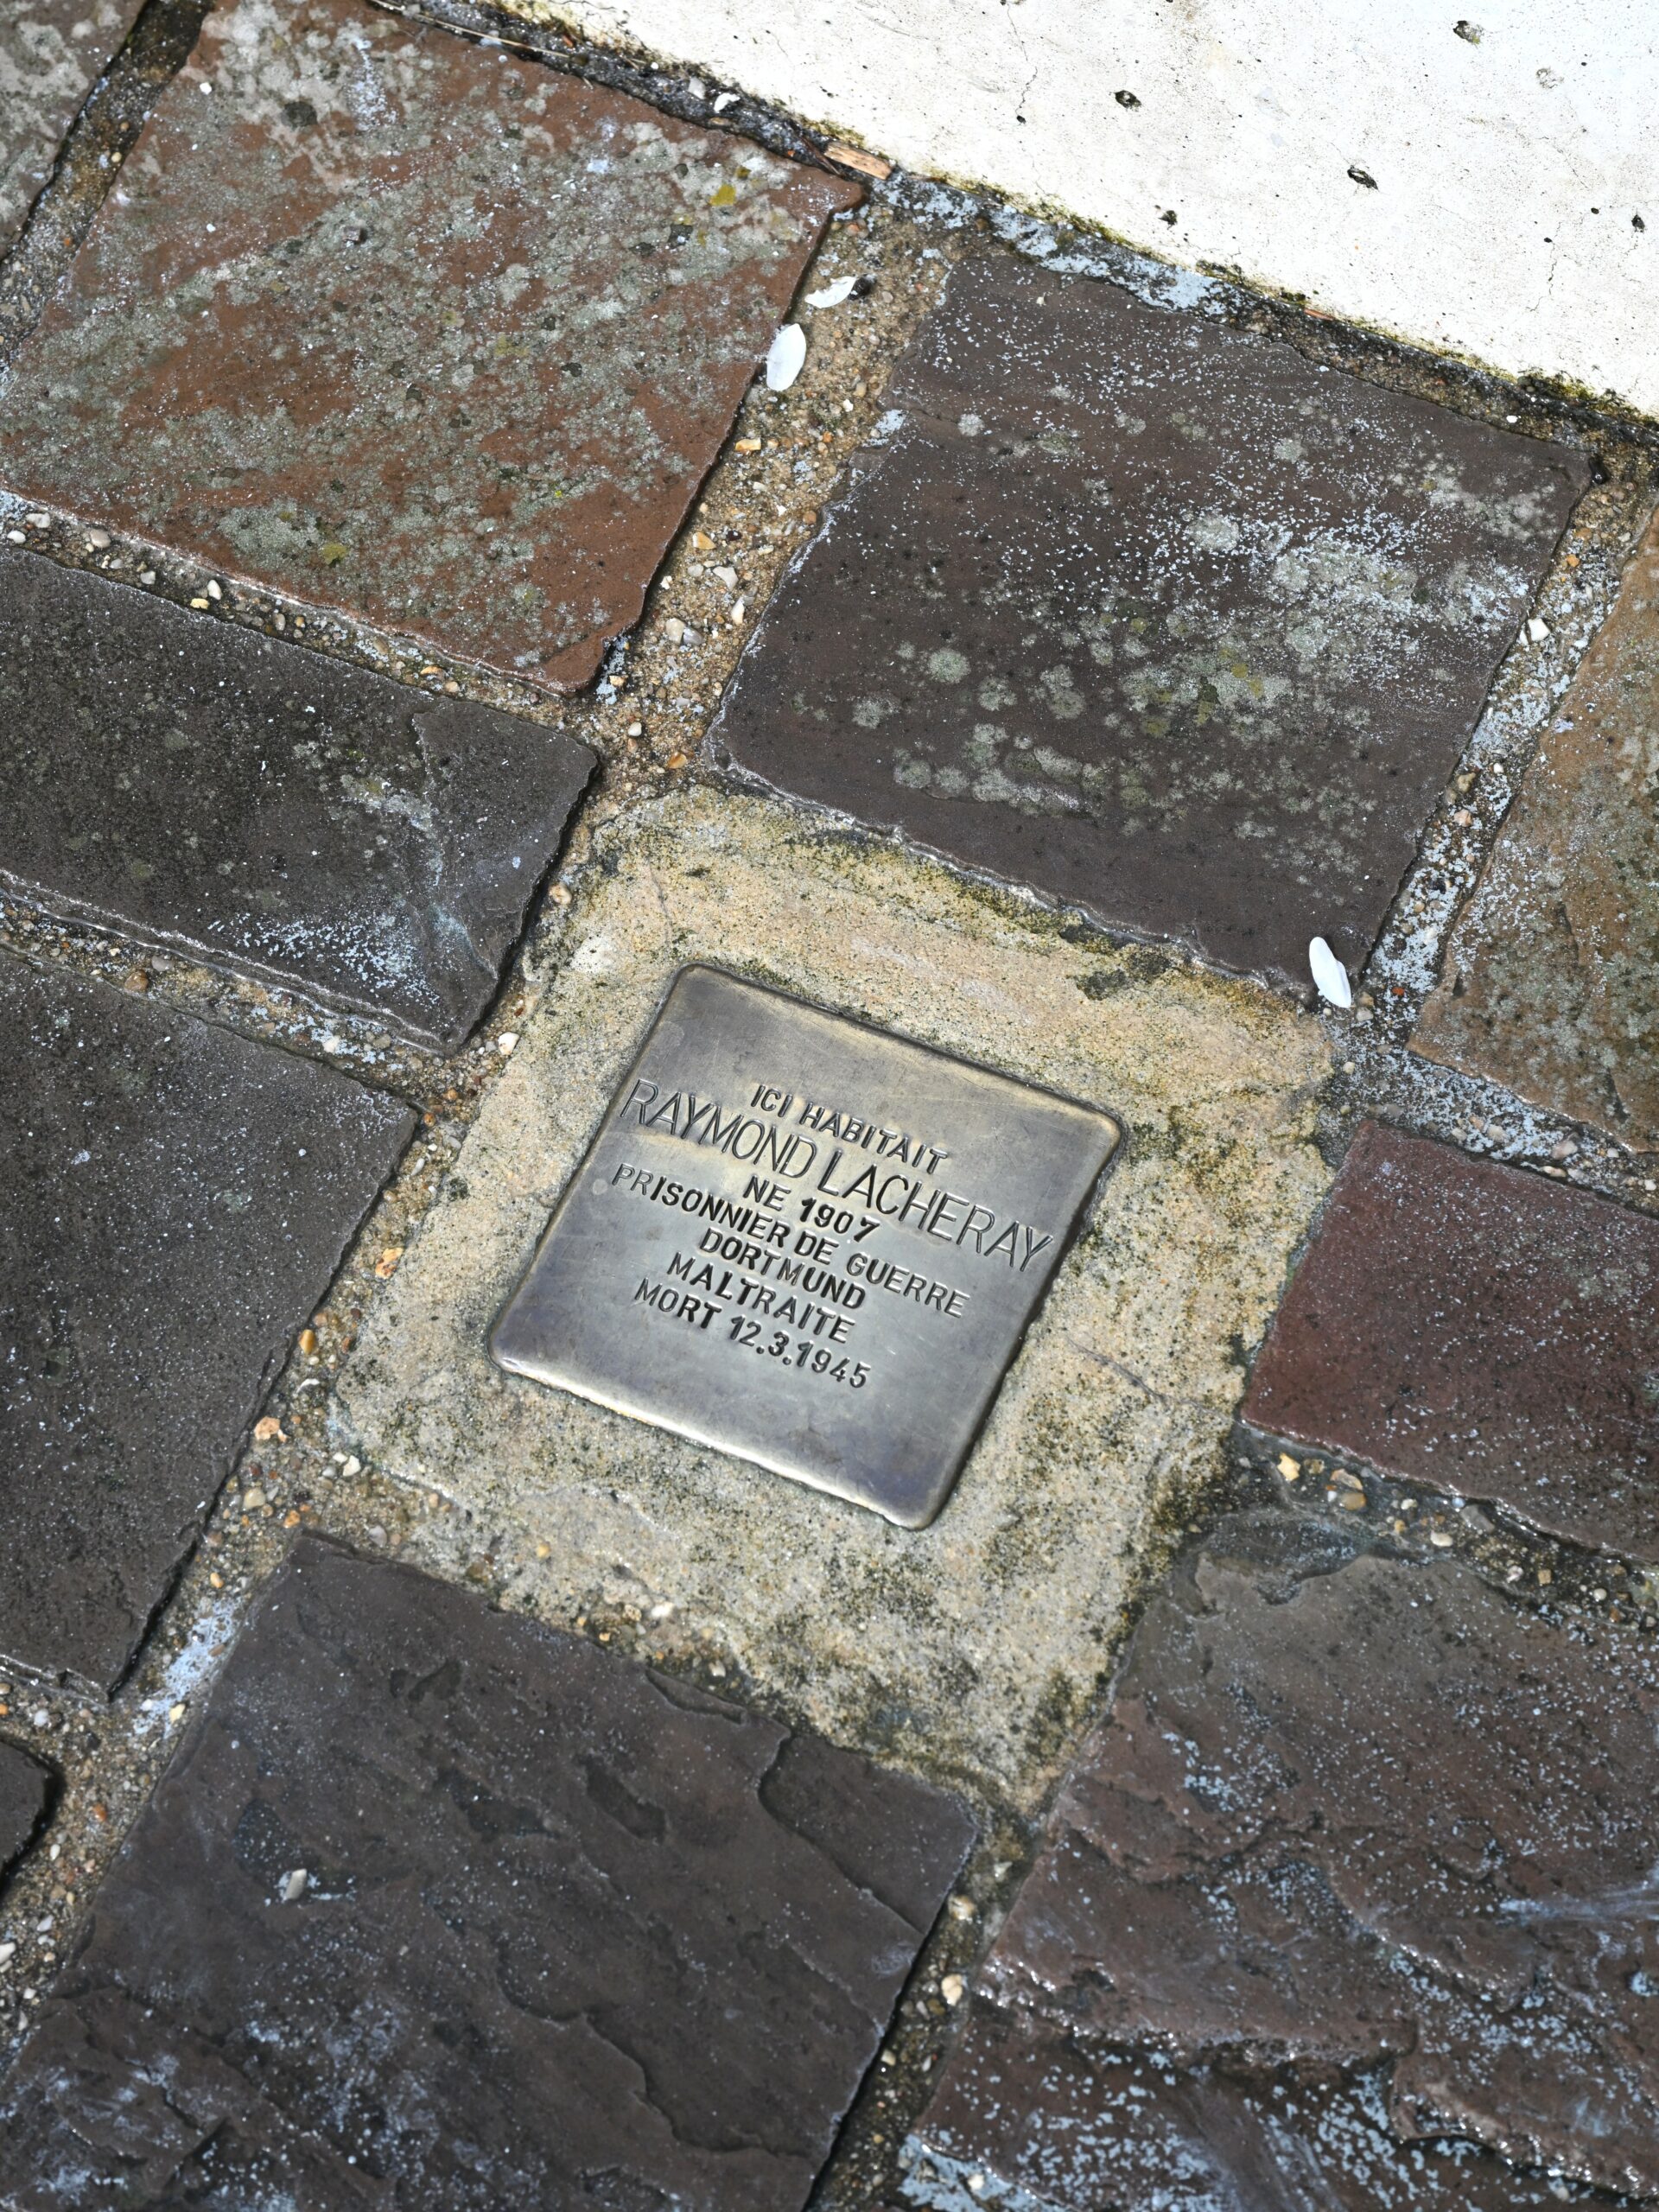 ICI HABITAIT
RAYMOND LACHERAY
NE 1907
PRISONNIER DE GUERRE
DORTMUND
MALTRAITE
MORT 12.3.1945